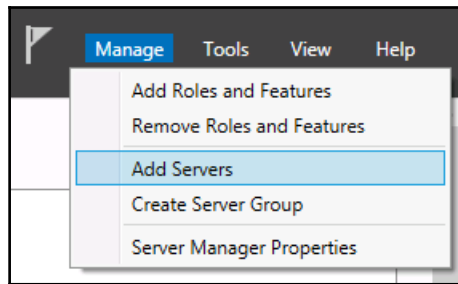 Manage Tools View Help
Add Roles and Features
Remove Roles and Features
Add Servers
Create Server Group
Server Manager Properties